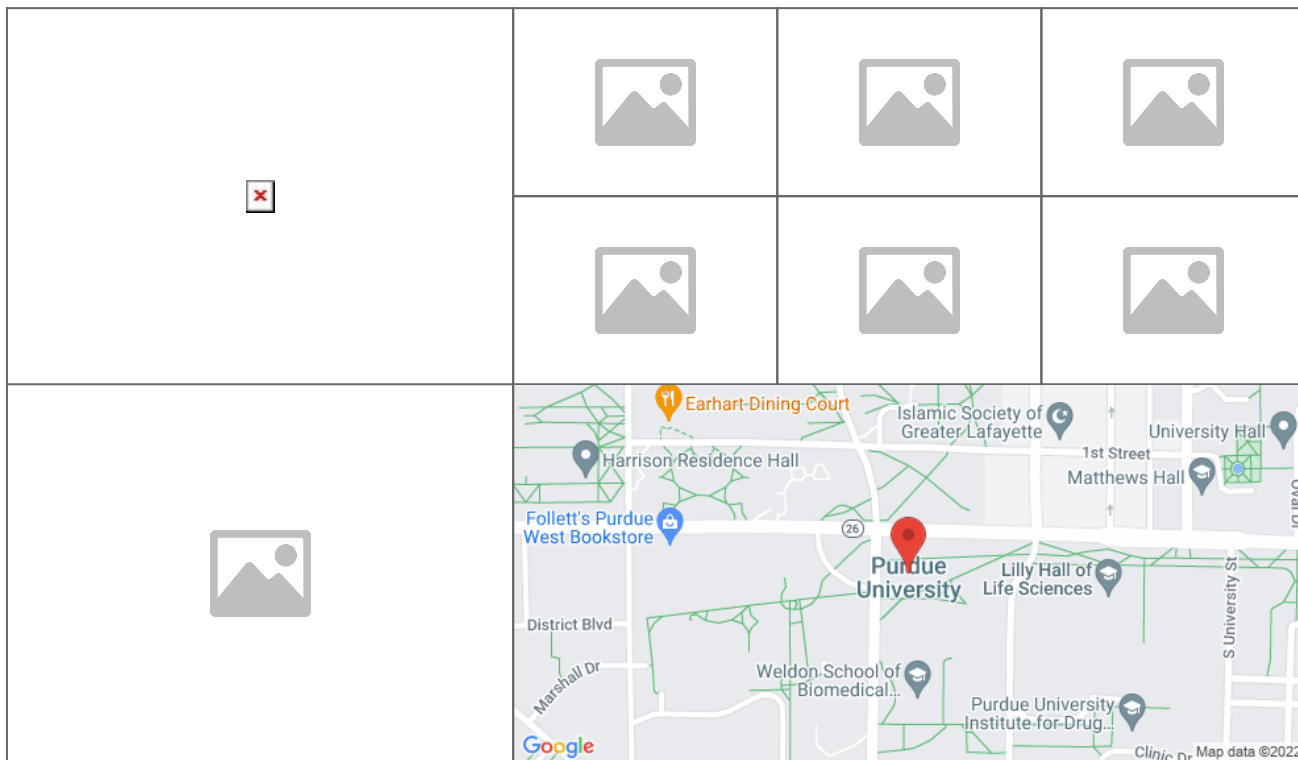 Earhart Dining Court
Islamic Society of
Greater Lafayette
University Hall
1st Street
Harrison Residence Hall
Matthews Hall
Oval Dr
Follett's Purdue
West Bookstore
26
Purdue
University
Lilly Hall of
Life Sciences
S University St
District Blvd
Marshall Dr
Weldon School of
Biomedical...
Purdue University
Institute for Drug...
Google
Clinic Dr
Map data ©2022